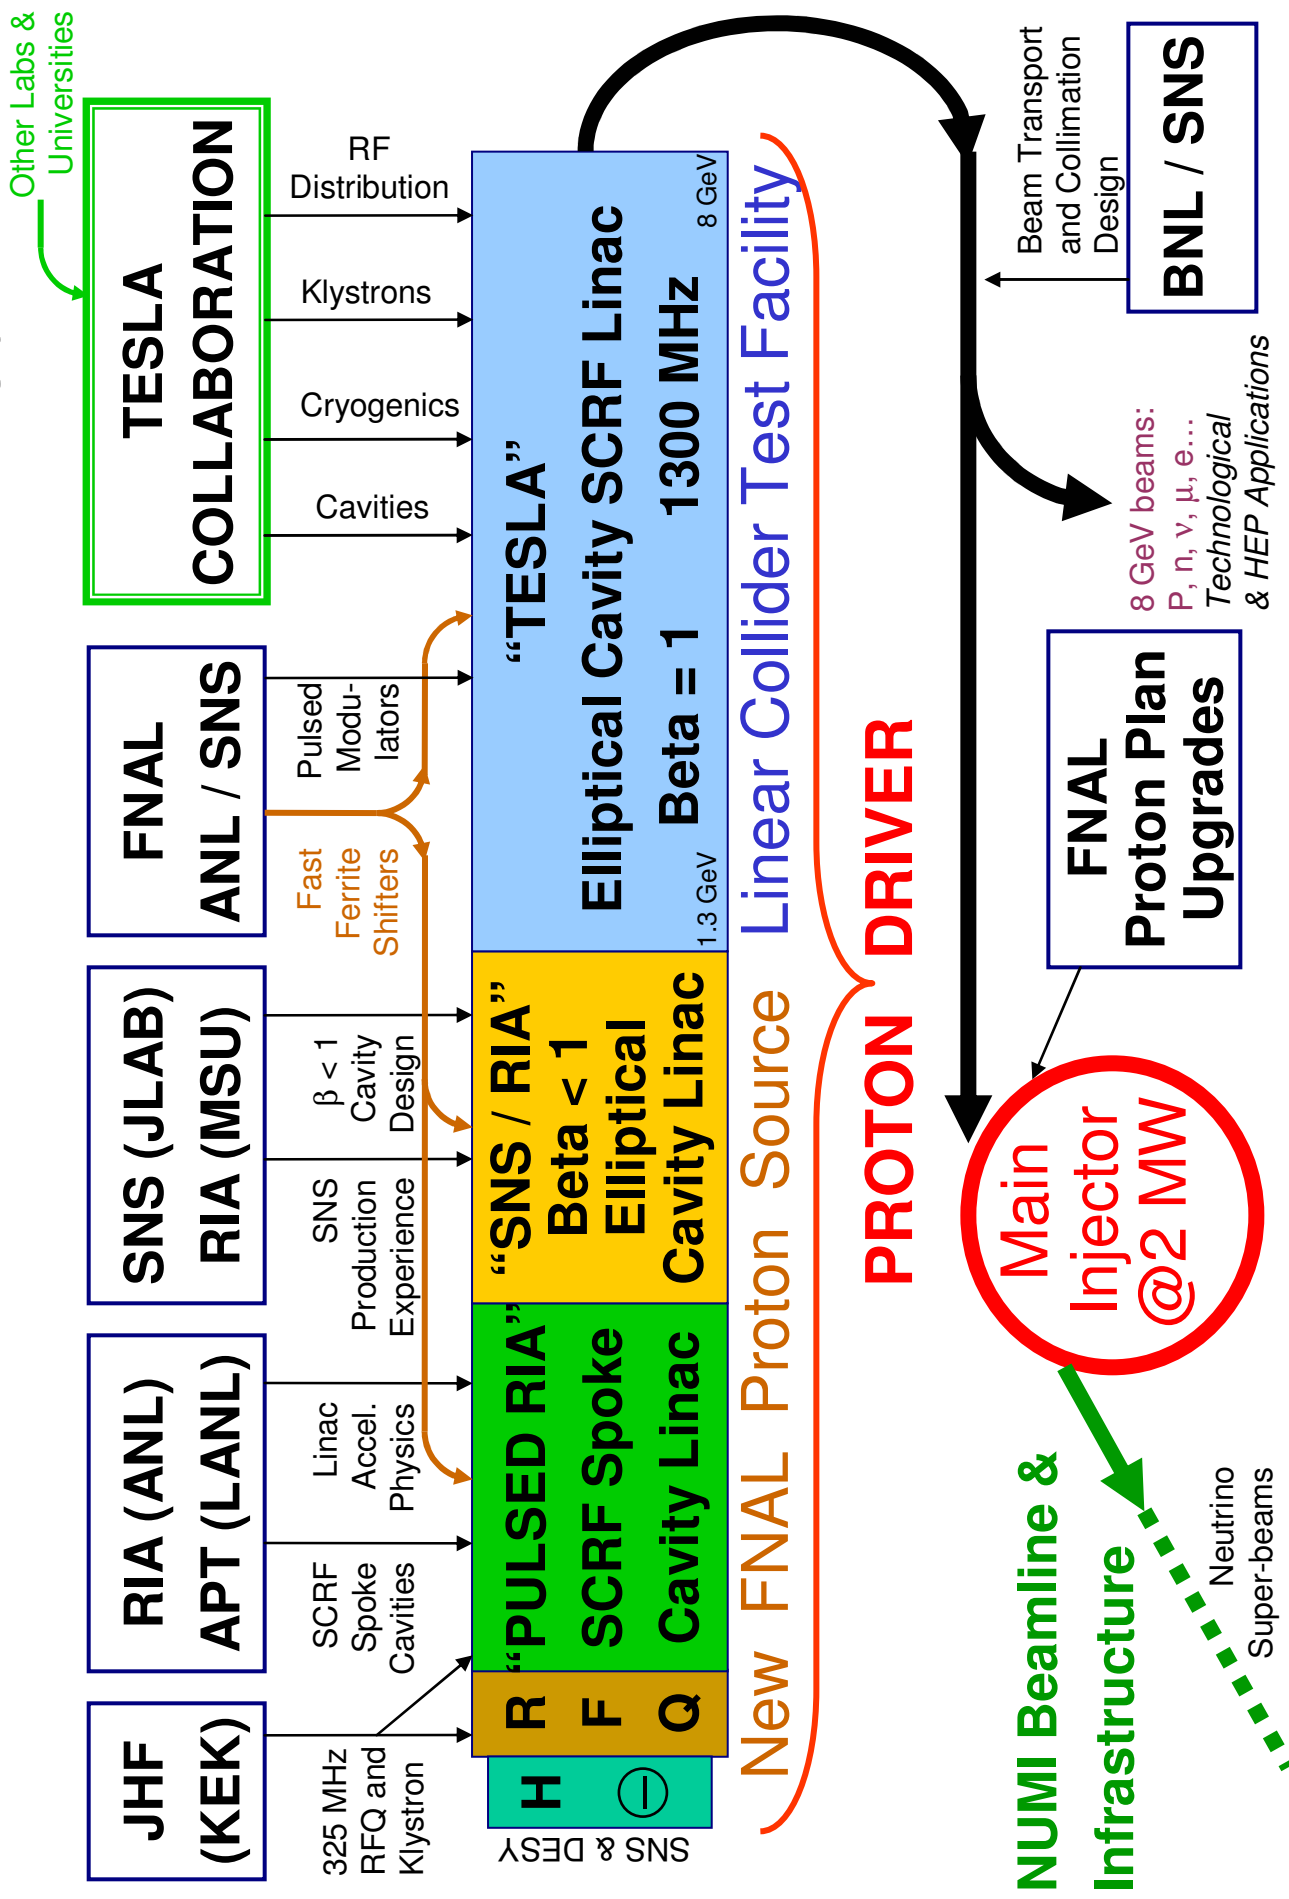 JHF
(KEK)
RIA (ANL)
APT (LANL)
SNS (JLAB)
RIA (MSU)
FNAL
ANL / SNS
TESLA
COLLABORATION
Other Labs &
Universities
325 MHz
RFQ and
Klystron
SCRF
Spoke
Cavities
Linac
Accel.
Physics
SNS
Production
Experience
β < 1
Cavity
Design
Fast
Ferrite
Shifters
Pulsed
Modu-
lators
Cavities
Cryogenics
Klystrons
RF
Distribution
SNS & DESY
H
−
R
F
Q
“PULSED RIA”
SCRF Spoke
Cavity Linac
“SNS / RIA”
Beta < 1
Elliptical
Cavity Linac
“TESLA”
Elliptical Cavity SCRF Linac
Beta = 1 1300 MHz
1.3 GeV
8 GeV
New FNAL Proton Source
Linear Collider Test Facility
PROTON DRIVER
NUMI Beamline &
Infrastructure
Neutrino
Super-beams
Main
Injector
@2 MW
FNAL
Proton Plan
Upgrades
8 GeV beams:
P, n, ν, μ, e…
Technological
& HEP Applications
Beam Transport
and Collimation
Design
BNL / SNS